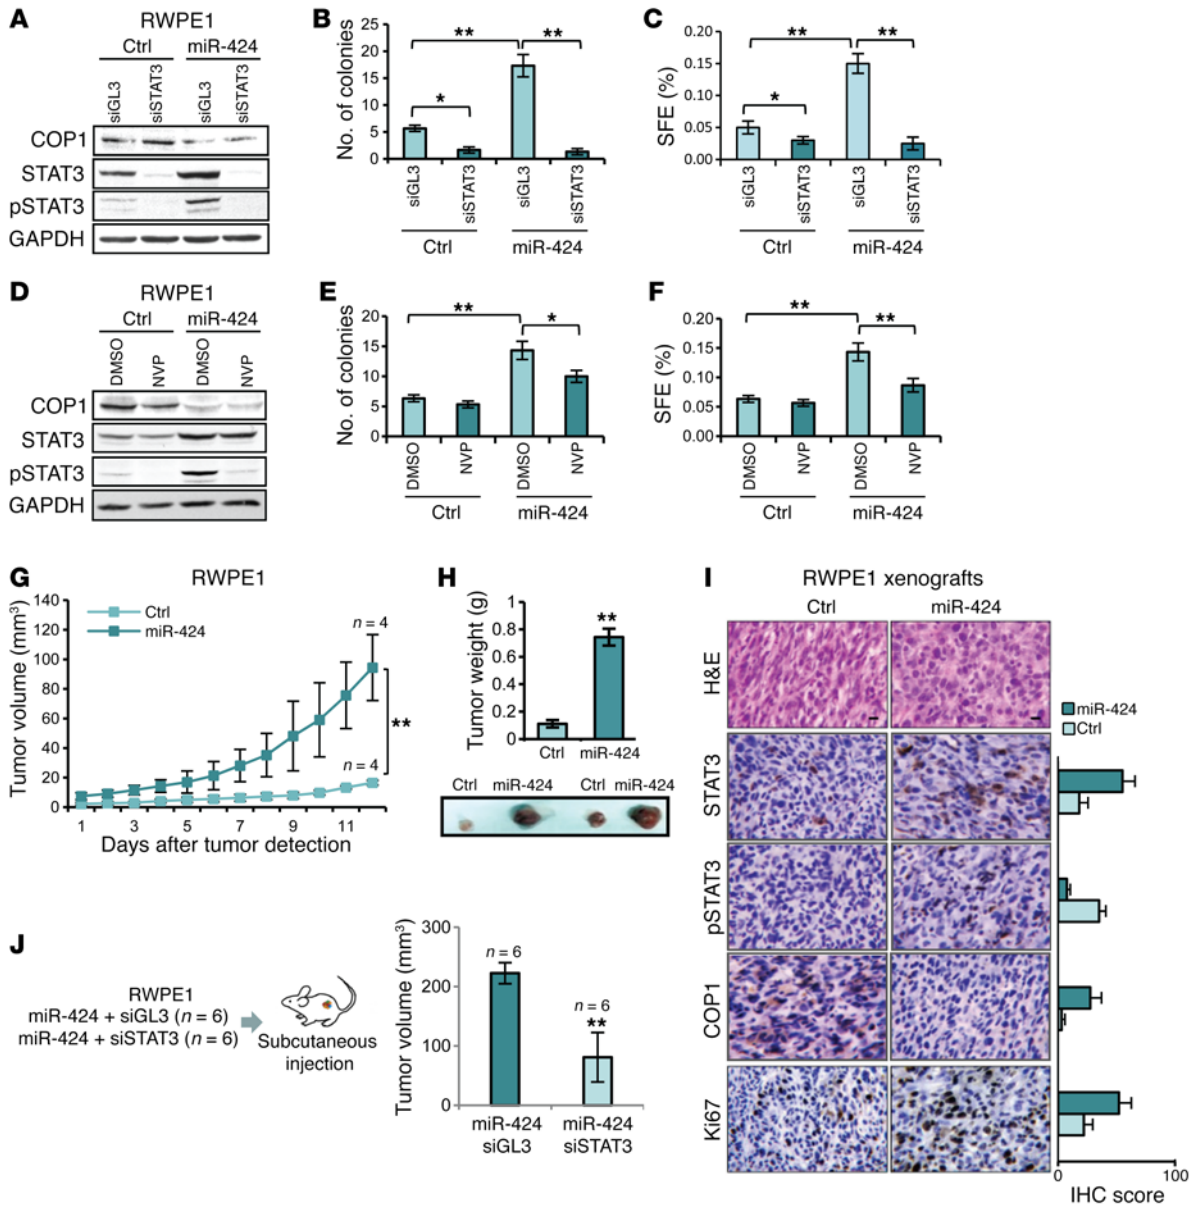 A
RWPE1
Ctrl miR-424
siGL3 siSTAT3 siGL3 siSTAT3
COP1
STAT3
pSTAT3
GAPDH
B
No. of colonies
25
20
15
10
5
0
** **
*
siGL3 siSTAT3 siGL3 siSTAT3
Ctrl miR-424
C
SFE (%)
0.20
0.15
0.10
0.05
0.00
** **
*
siGL3 siSTAT3 siGL3 siSTAT3
Ctrl miR-424
D
RWPE1
Ctrl miR-424
DMSO NVP DMSO NVP
COP1
STAT3
pSTAT3
GAPDH
E
No. of colonies
20
15
10
5
0
** *
DMSO NVP DMSO NVP
Ctrl miR-424
F
SFE (%)
0.20
0.15
0.10
0.05
0.00
** **
DMSO NVP DMSO NVP
Ctrl miR-424
G
RWPE1
Tumor volume (mm³)
140
120
100
80
60
40
20
0
Ctrl
miR-424
n = 4
**
n = 4
1 3 5 7 9 11
Days after tumor detection
H
Tumor weight (g)
1
0.8
0.6
0.4
0.2
0
**
Ctrl miR-424
Ctrl miR-424 Ctrl miR-424
I
RWPE1 xenografts
Ctrl miR-424
H&E
STAT3
pSTAT3
COP1
Ki67
miR-424
Ctrl
0 100
IHC score
J
RWPE1
miR-424 + siGL3 (n = 6)
miR-424 + siSTAT3 (n = 6)
Subcutaneous
injection
Tumor volume (mm³)
300
200
100
0
n = 6
n = 6
**
miR-424 miR-424
siGL3 siSTAT3